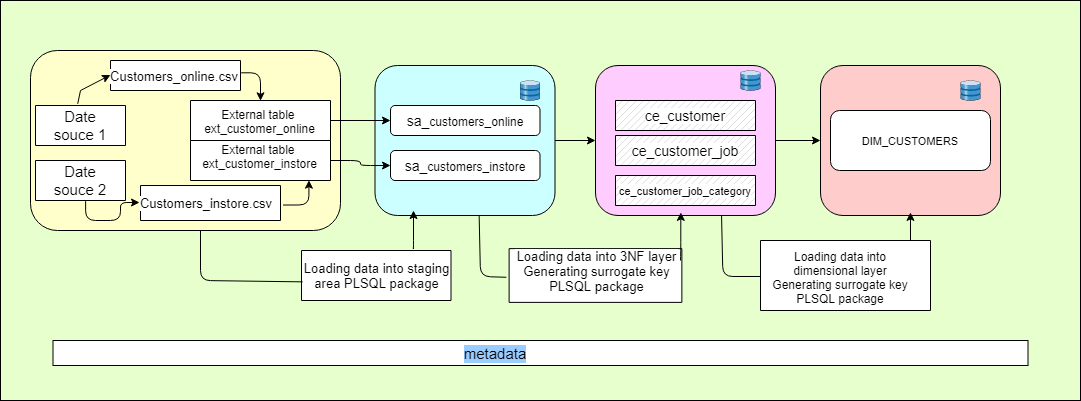 Customers_online.csv
Date
souce 1
External table
ext_customer_online
External table
ext_customer_instore
Date
souce 2
Customers_instore.csv
sa_customers_online
sa_customers_instore
ce_customer
ce_customer_job
ce_customer_job_category
DIM_CUSTOMERS
Loading data into staging
area PLSQL package
Loading data into 3NF layer
Generating surrogate key
PLSQL package
Loading data into
dimensional layer
Generating surrogate key
PLSQL package
metadata